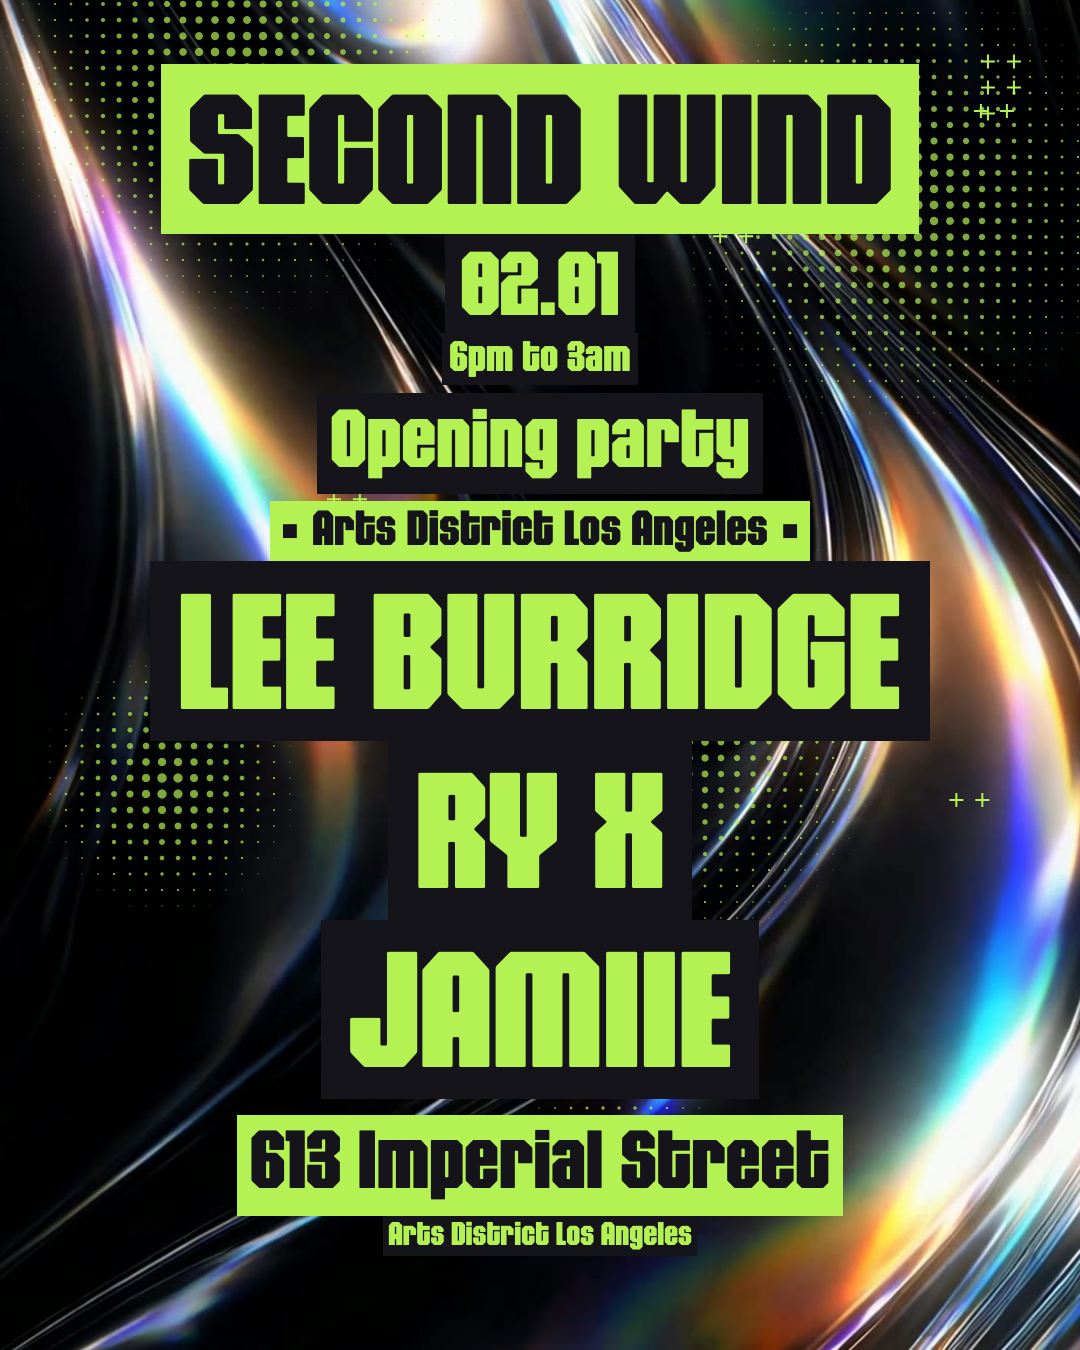 SECOND WIND
02.01
6pm to 3am
Opening party
▪ Arts District Los Angeles ▪
LEE BURRIDGE
RY X
JAMIIE
613 Imperial Street
Arts District Los Angeles